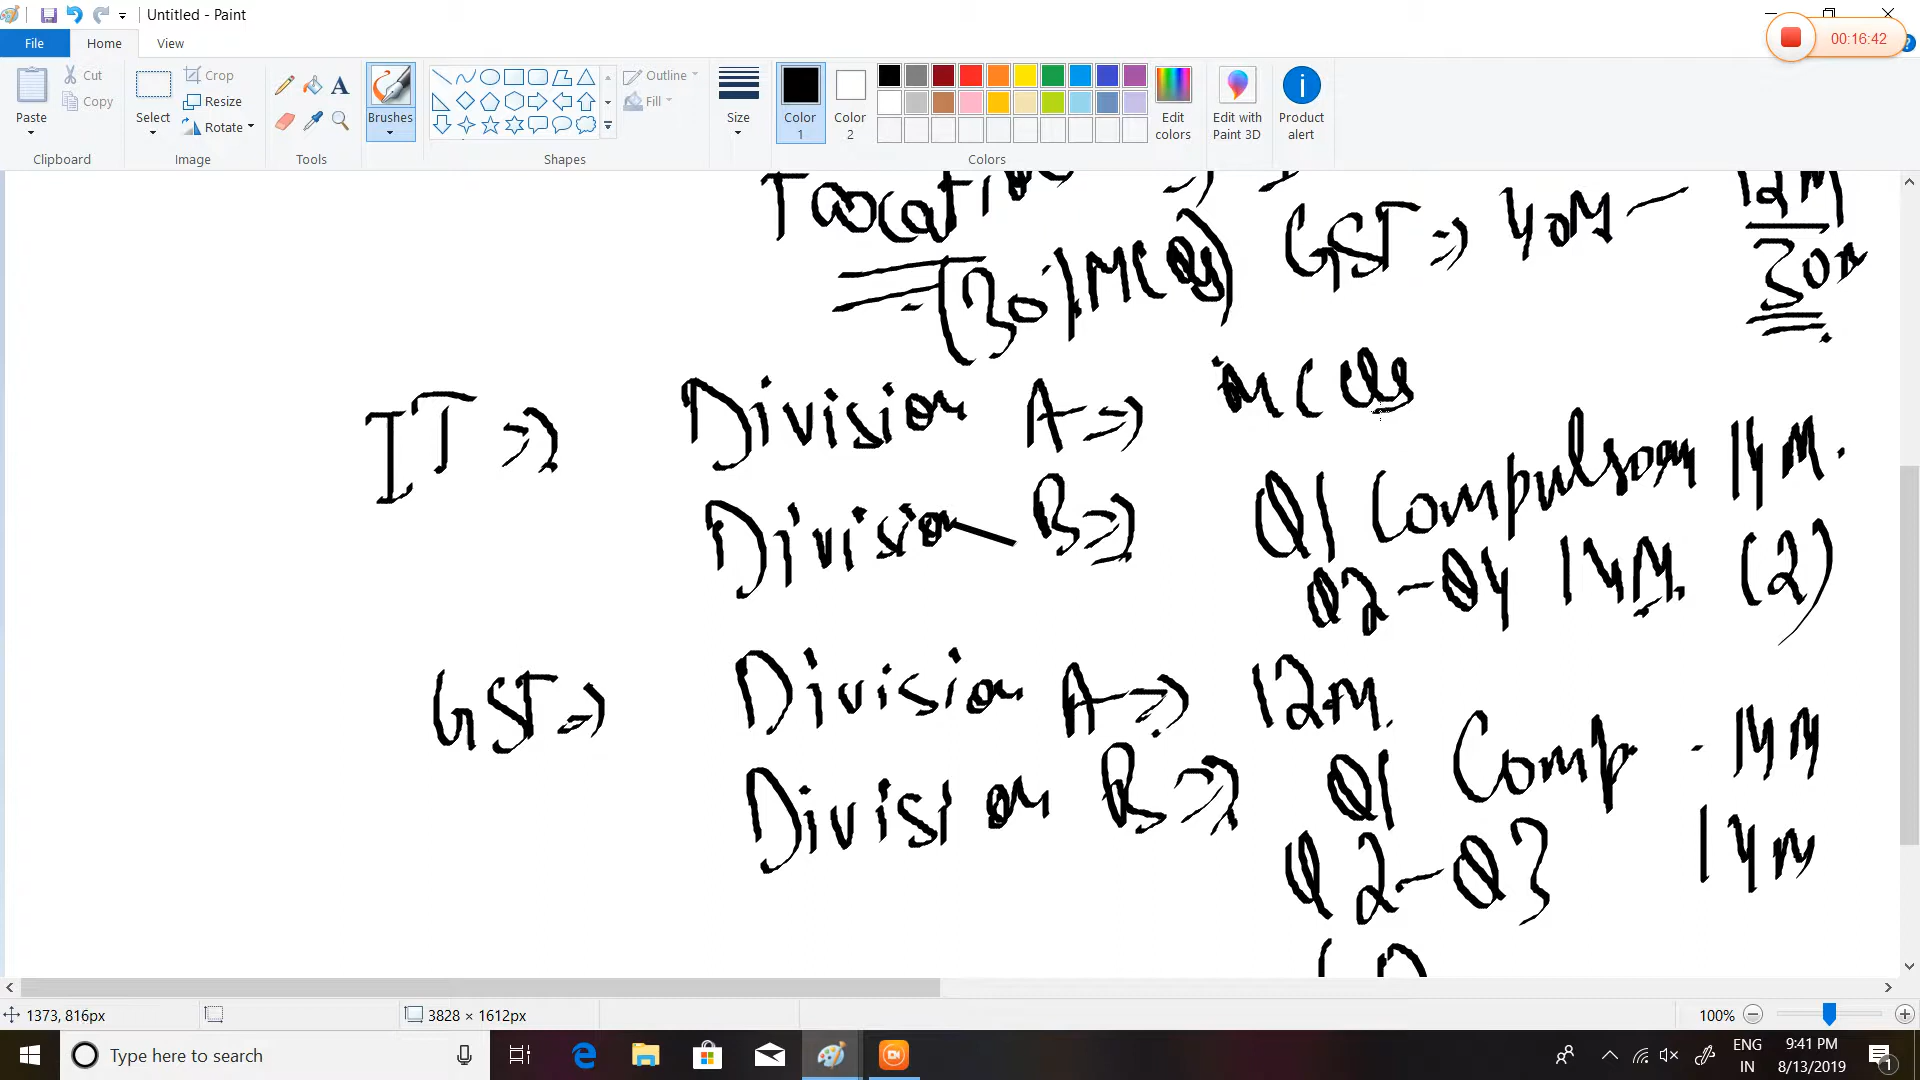 Untitled - Paint
00:16:42
File Home View
Paste
Cut
Copy
Clipboard
Select
Crop
Resize
Rotate
Image
Tools
Brushes
Shapes
Outline
Fill
Size
Color 1
Color 2
Colors
Edit colors
Edit with Paint 3D
Product alert
12M
GST ⇒ 40M -
(30% MCQs)
30M
IT ⇒ Division A ⇒ MCQs
Division B ⇒ Q1 Compulsory 14M.
Q2-Q4 14M. (2)
GST ⇒ Division A ⇒ 12M.
Division B ⇒ Q1 Comp - 14M
Q2-Q3 14M
1373, 816px
3828 × 1612px
100%
Type here to search
ENG
IN
9:41 PM
8/13/2019
1